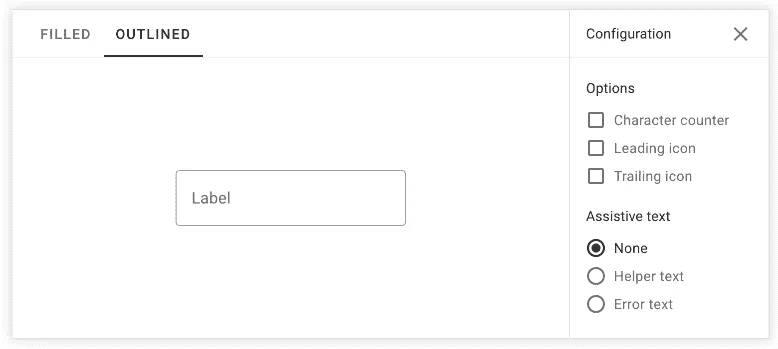 FILLED OUTLINED
Label
Configuration
Options
Character counter
Leading icon
Trailing icon
Assistive text
None
Helper text
Error text